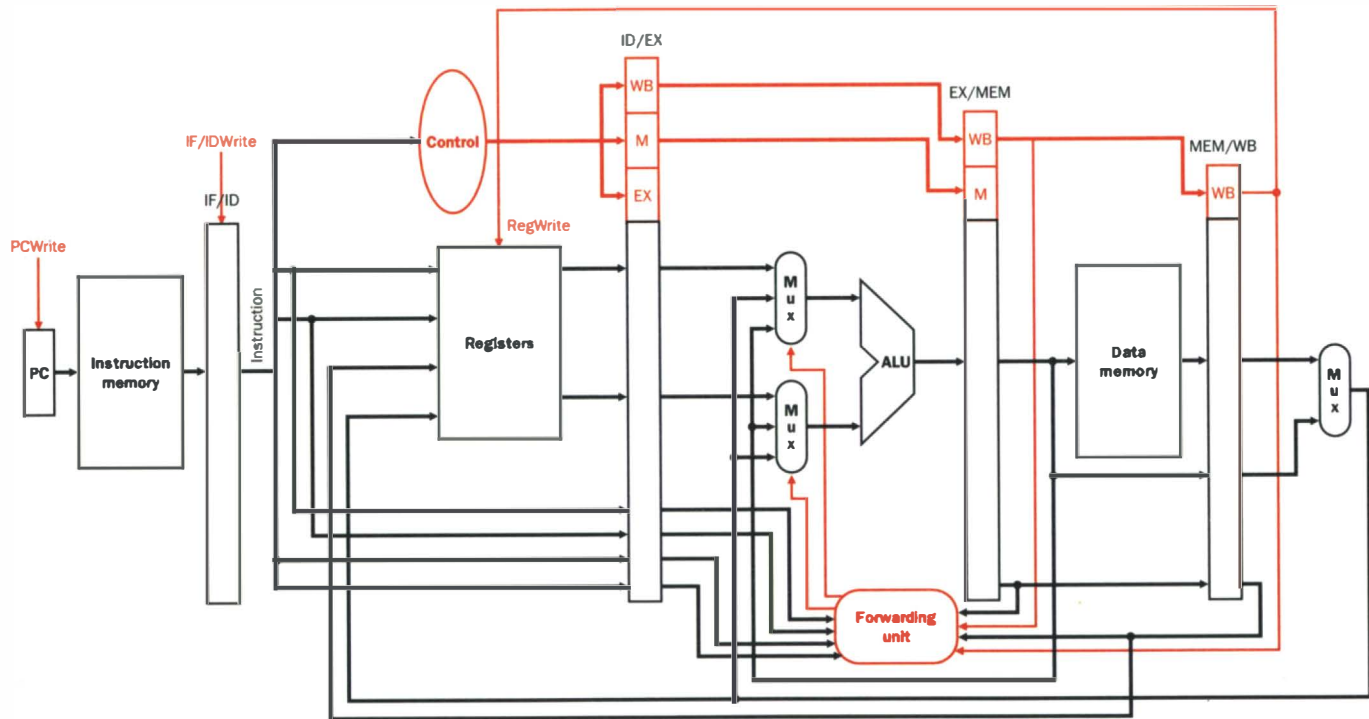 ID/EX
WB
EX/MEM
Control
M
WB
MEM/WB
IF/IDWrite
EX
M
WB
IF/ID
RegWrite
PCWrite
Instruction
M
u
x
PC
Instruction
memory
Registers
ALU
Data
memory
M
u
x
M
u
x
Forwarding
unit